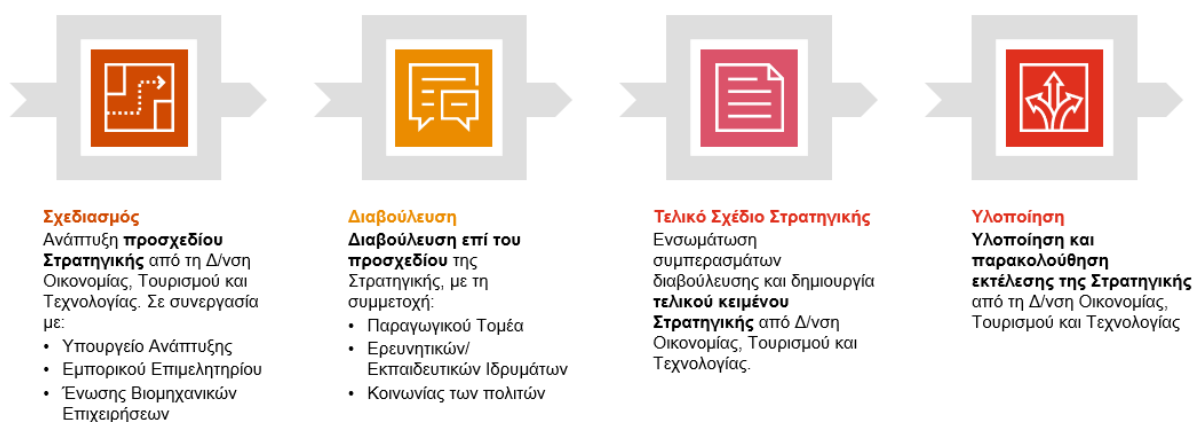 Σχεδιασμός
Ανάπτυξη προσχεδίου
Στρατηγικής από τη Δ/νση
Οικονομίας, Τουρισμού και
Τεχνολογίας. Σε συνεργασία
με:
• Υπουργείο Ανάπτυξης
• Εμπορικού Επιμελητηρίου
• Ένωσης Βιομηχανικών
Επιχειρήσεων
Διαβούλευση
Διαβούλευση επί του
προσχεδίου της
Στρατηγικής, με τη
συμμετοχή:
• Παραγωγικού Τομέα
• Ερευνητικών/
Εκπαιδευτικών Ιδρυμάτων
• Κοινωνίας των πολιτών
Τελικό Σχέδιο Στρατηγικής
Ενσωμάτωση
συμπερασμάτων
διαβούλευσης και δημιουργία
τελικού κειμένου
Στρατηγικής από Δ/νση
Οικονομίας, Τουρισμού και
Τεχνολογίας.
Υλοποίηση
Υλοποίηση και
παρακολούθηση
εκτέλεσης της Στρατηγικής
από τη Δ/νση Οικονομίας,
Τουρισμού και Τεχνολογίας